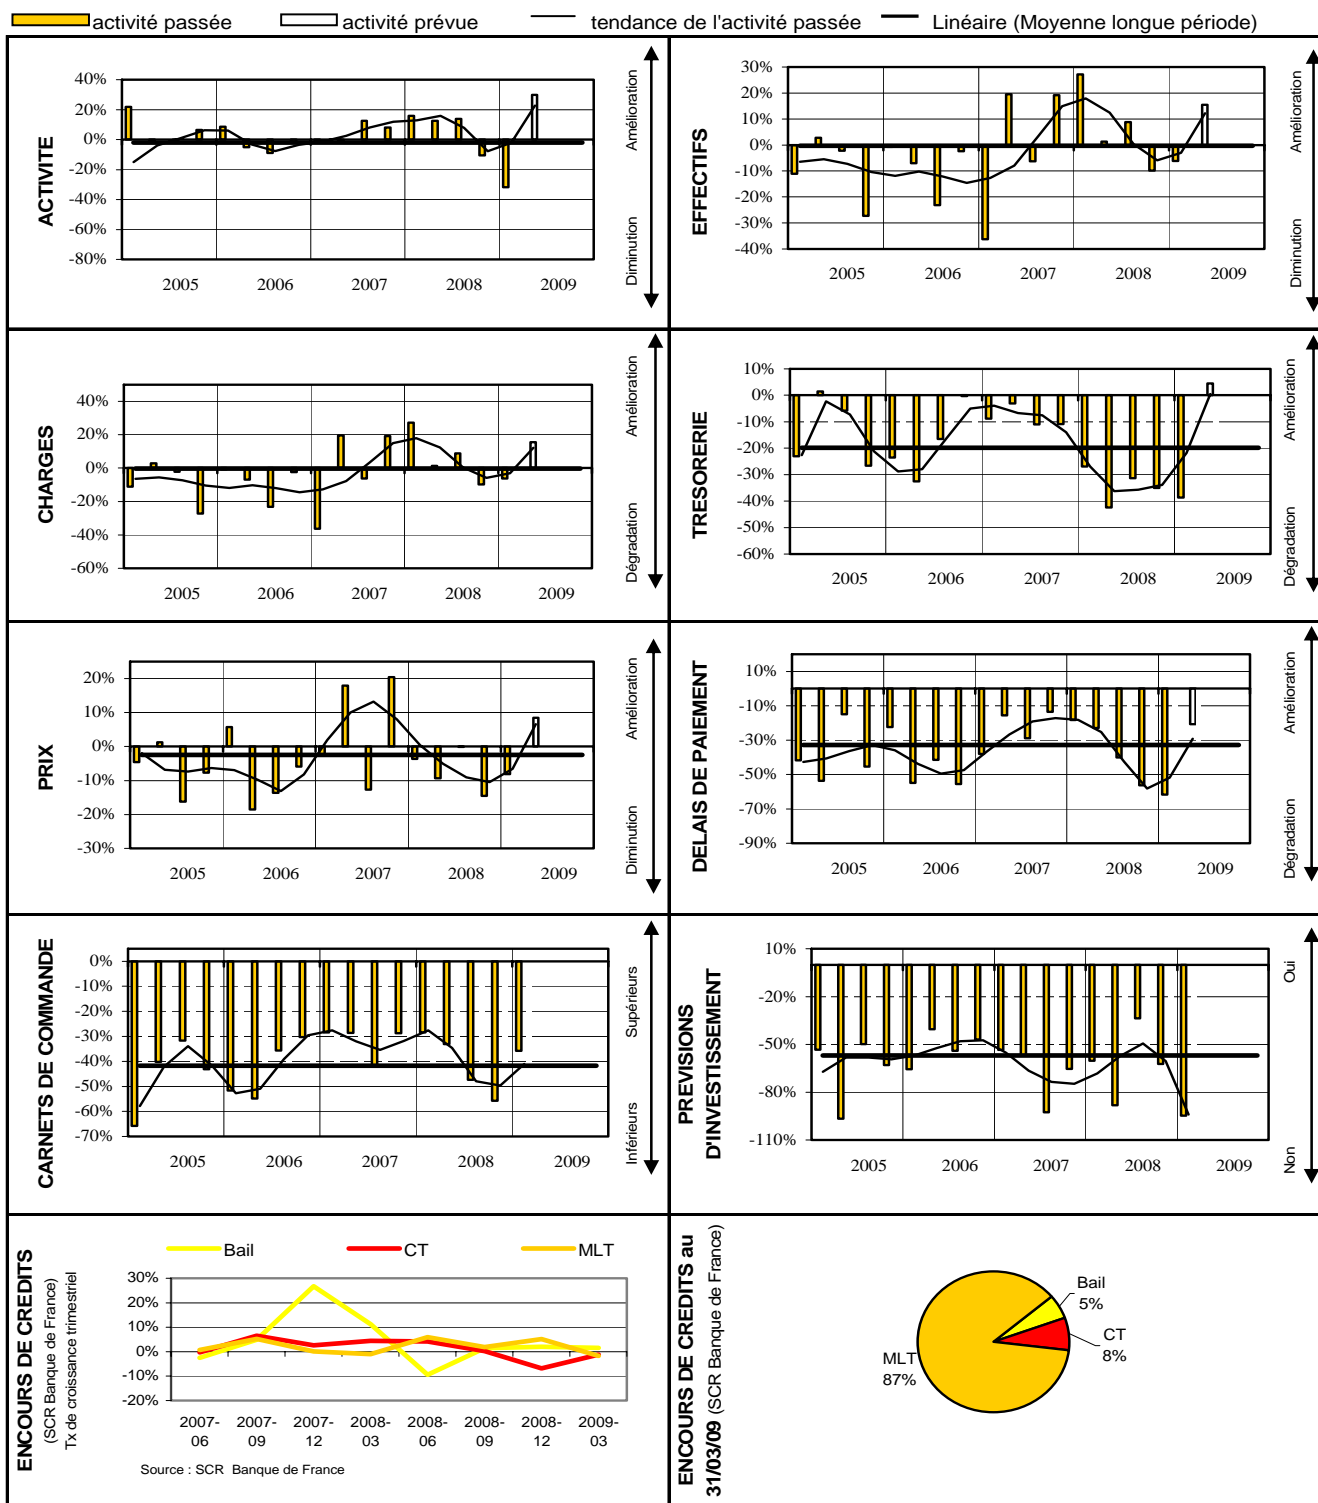 activité passée activité prévue tendance de l'activité passée Linéaire (Moyenne longue période)
ACTIVITE
40%
20%
0%
-20%
-40%
-60%
-80%
2005 2006 2007 2008 2009
Amélioration
Diminution
EFFECTIFS
30%
20%
10%
0%
-10%
-20%
-30%
-40%
2005 2006 2007 2008 2009
Amélioration
Diminution
CHARGES
40%
20%
0%
-20%
-40%
-60%
2005 2006 2007 2008 2009
Amélioration
Dégradation
TRESORERIE
10%
0%
-10%
-20%
-30%
-40%
-50%
-60%
2005 2006 2007 2008 2009
Amélioration
Dégradation
PRIX
20%
10%
0%
-10%
-20%
-30%
2005 2006 2007 2008 2009
Amélioration
Diminution
DELAIS DE PAIEMENT
10%
-10%
-30%
-50%
-70%
-90%
2005 2006 2007 2008 2009
Amélioration
Dégradation
CARNETS DE COMMANDE
0%
-10%
-20%
-30%
-40%
-50%
-60%
-70%
2005 2006 2007 2008 2009
Supérieurs
Inférieurs
PREVISIONS
D'INVESTISSEMENT
10%
-20%
-50%
-80%
-110%
2005 2006 2007 2008 2009
Oui
Non
ENCOURS DE CREDITS
(SCR Banque de France)
Tx de croissance trimestriel
Bail CT MLT
30%
20%
10%
0%
-10%
-20%
2007- 2007- 2007- 2008- 2008- 2008- 2008- 2009-
06 09 12 03 06 09 12 03
Source : SCR Banque de France
ENCOURS DE CREDITS au
31/03/09 (SCR Banque de France)
Bail
5%
CT
8%
MLT
87%